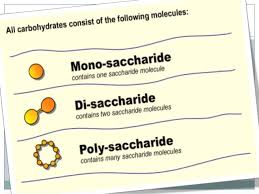 All carbohydrates consist of the following molecules:
Mono-saccharide
contains one saccharide molecule
Di-saccharide
contains two saccharide molecules
Poly-saccharide
contains many saccharide molecules